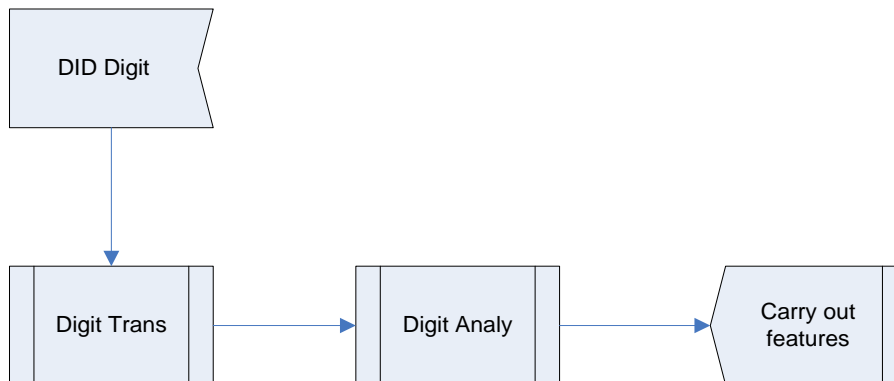 DID Digit
Digit Trans
Digit Analy
Carry out
features